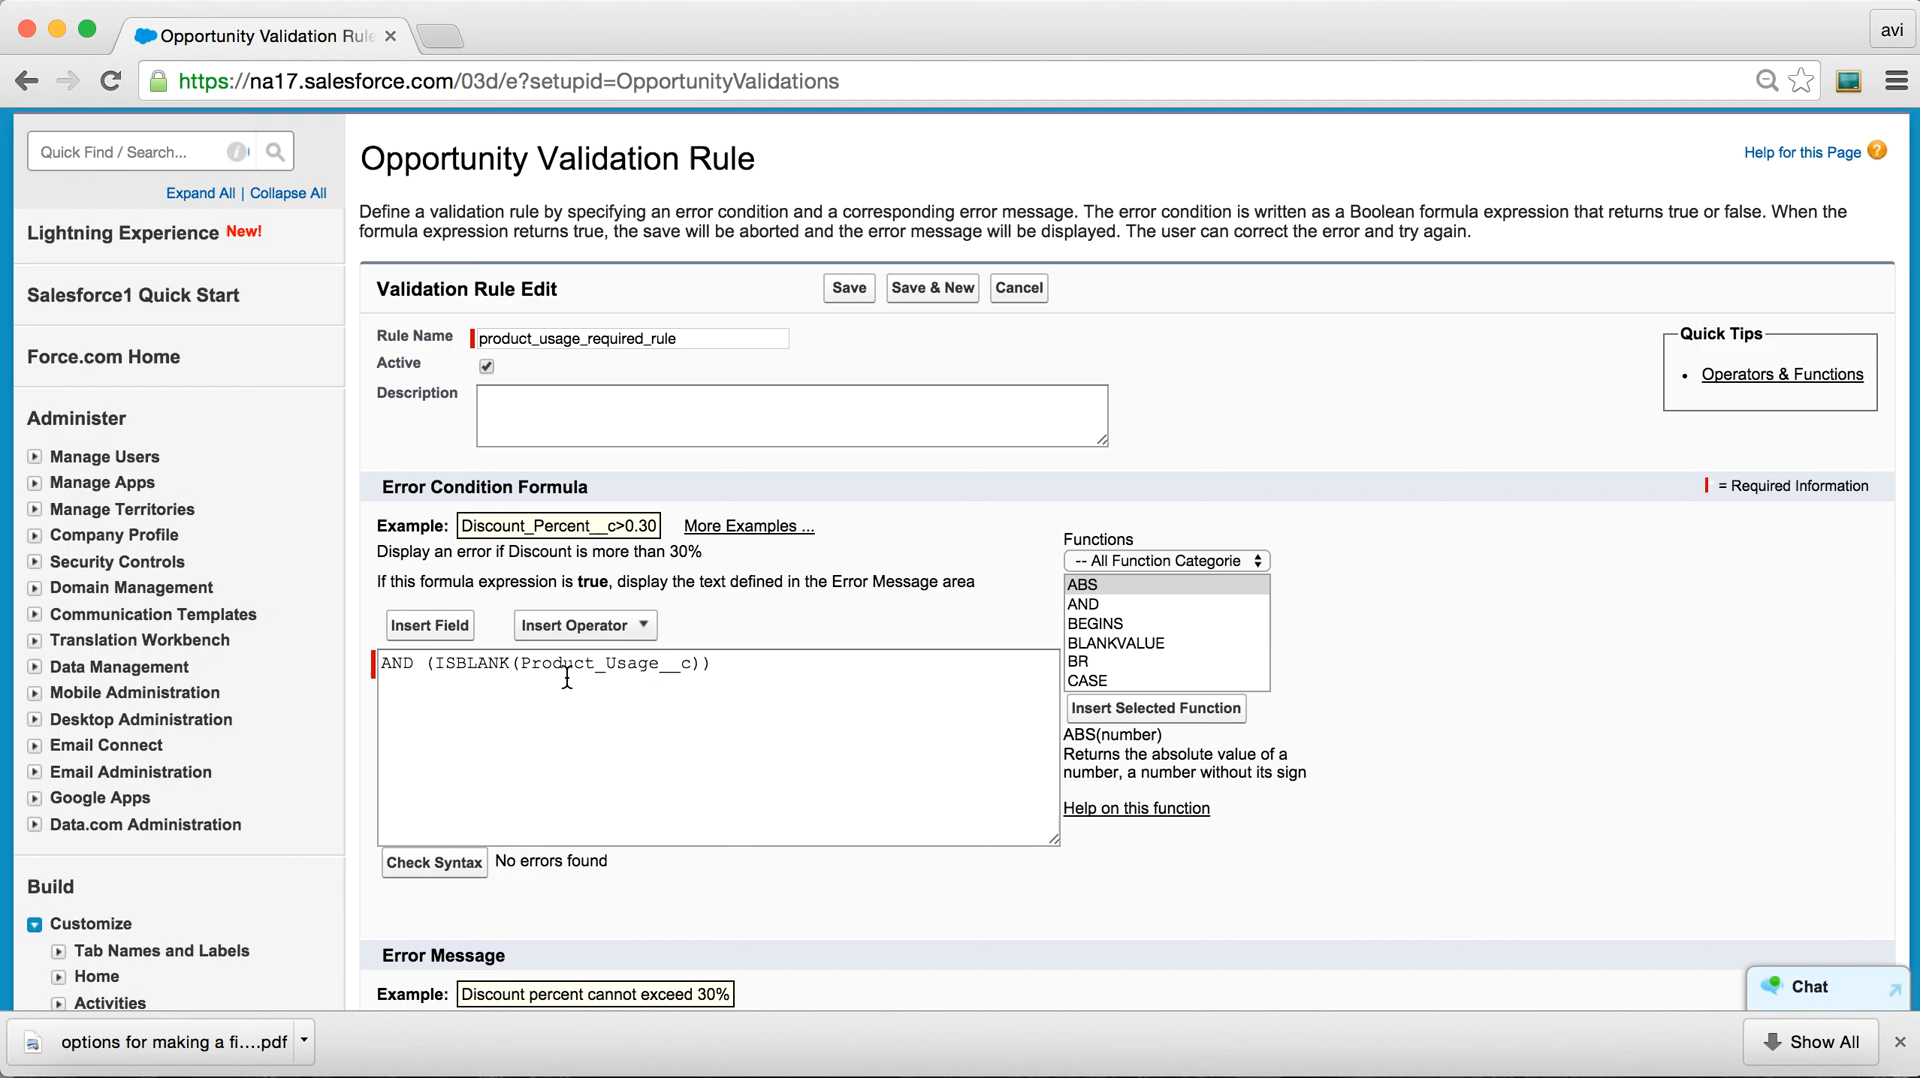 Opportunity Validation Rule
avi
https://na17.salesforce.com/03d/e?setupid=OpportunityValidations
Quick Find / Search...
Expand All | Collapse All
Lightning Experience New!
Salesforce1 Quick Start
Force.com Home
Administer
Manage Users
Manage Apps
Manage Territories
Company Profile
Security Controls
Domain Management
Communication Templates
Translation Workbench
Data Management
Mobile Administration
Desktop Administration
Email Connect
Email Administration
Google Apps
Data.com Administration
Build
Customize
Tab Names and Labels
Home
Activities
Opportunity Validation Rule
Help for this Page ?
Define a validation rule by specifying an error condition and a corresponding error message. The error condition is written as a Boolean formula expression that returns true or false. When the
formula expression returns true, the save will be aborted and the error message will be displayed. The user can correct the error and try again.
Validation Rule Edit
Save
Save & New
Cancel
Rule Name
product_usage_required_rule
Active
Description
Quick Tips
• Operators & Functions
Error Condition Formula
= Required Information
Example: Discount_Percent__c>0.30 More Examples ...
Display an error if Discount is more than 30%
If this formula expression is true, display the text defined in the Error Message area
Insert Field
Insert Operator
AND (ISBLANK(Product_Usage__c))
Functions
-- All Function Categorie
ABS
AND
BEGINS
BLANKVALUE
BR
CASE
Insert Selected Function
ABS(number)
Returns the absolute value of a
number, a number without its sign
Help on this function
Check Syntax No errors found
Error Message
Example: Discount percent cannot exceed 30%
Chat
options for making a fi....pdf
Show All